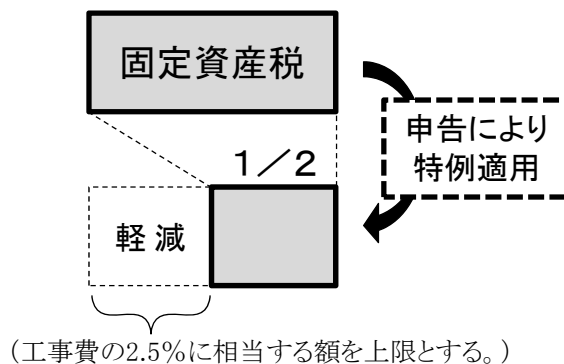 固定資産税
申告により
特例適用
1／2
軽減
(工事費の2.5%に相当する額を上限とする。)